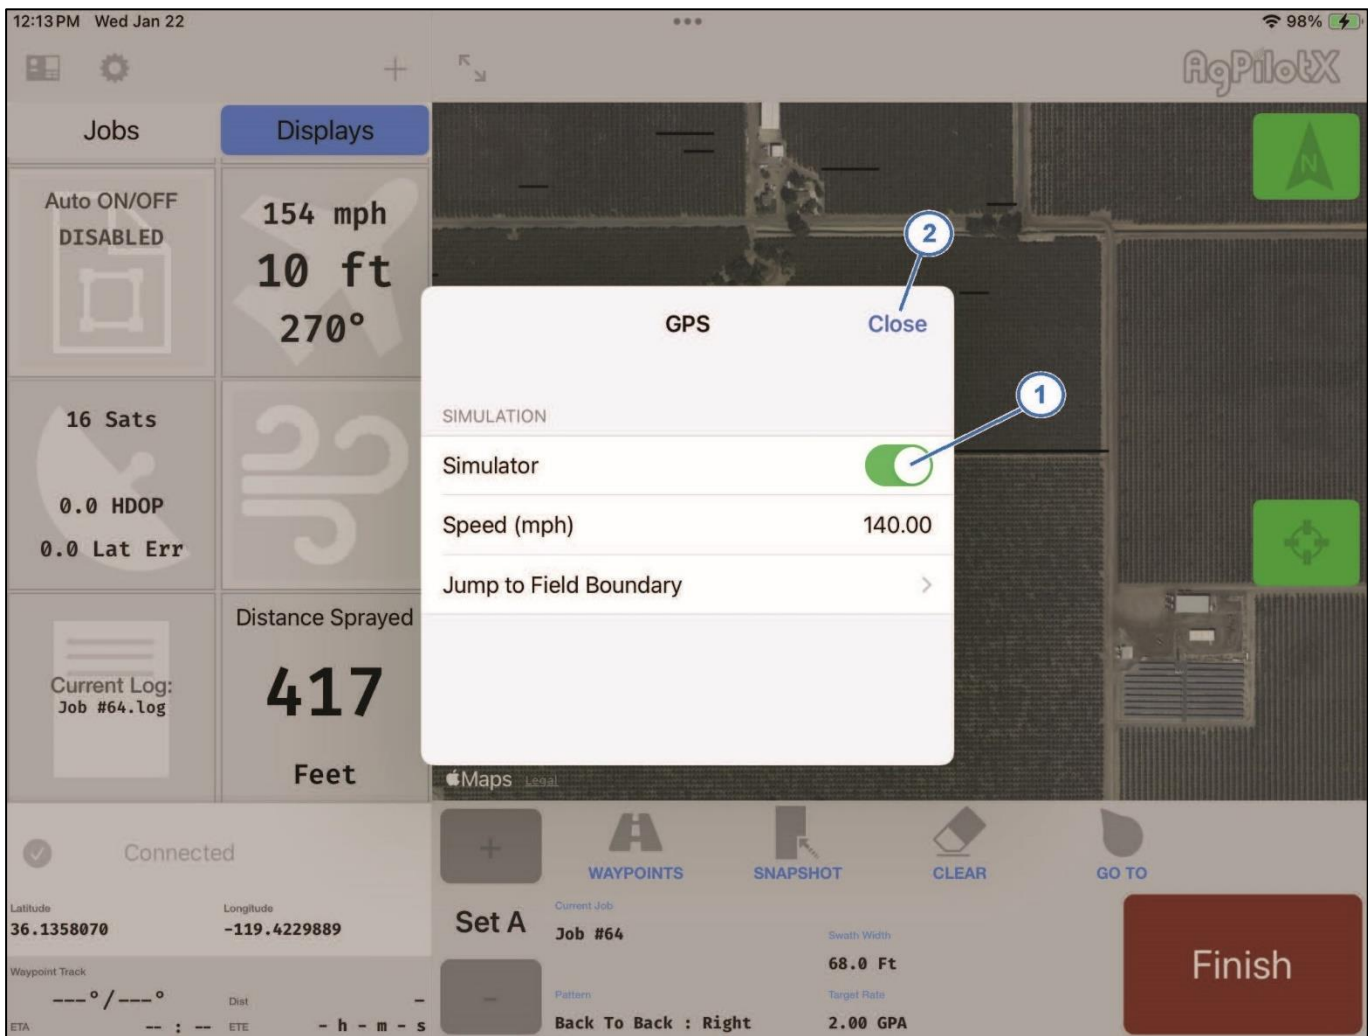 12:13 PM Wed Jan 22
98%
AgPilotX
Jobs
Displays
Auto ON/OFF
DISABLED
154 mph
10 ft
270°
16 Sats
0.0 HDOP
0.0 Lat Err
Current Log:
Job #64.log
Distance Sprayed
417
Feet
N
2
GPS
Close
1
SIMULATION
Simulator
Speed (mph) 140.00
Jump to Field Boundary
Maps Legal
Connected
Latitude
36.1358070
Longitude
-119.4229889
Waypoint Track
---°/---°
Dist -
ETA -- : --
ETE - h - m - s
+
Set A
-
WAYPOINTS
SNAPSHOT
CLEAR
GO TO
Current Job
Job #64
Swath Width
68.0 Ft
Pattern
Back To Back : Right
Target Rate
2.00 GPA
Finish